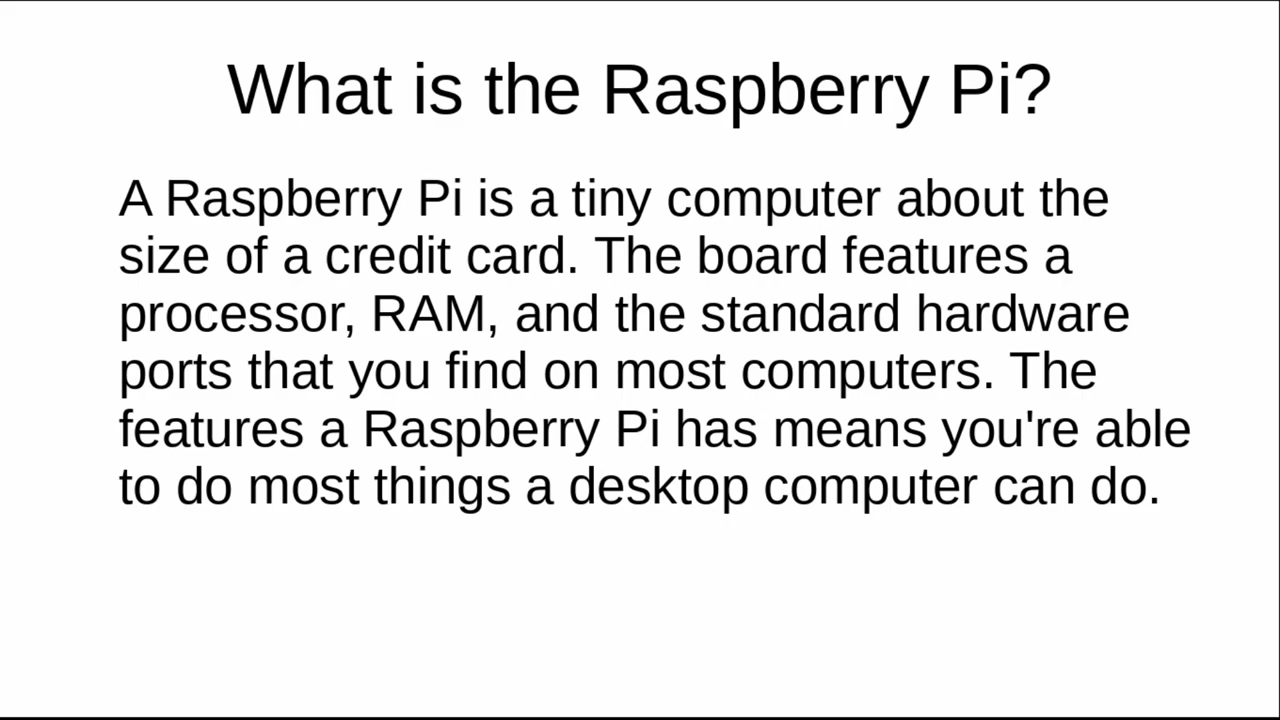 What is the Raspberry Pi?
A Raspberry Pi is a tiny computer about the
size of a credit card. The board features a
processor, RAM, and the standard hardware
ports that you find on most computers. The
features a Raspberry Pi has means you're able
to do most things a desktop computer can do.